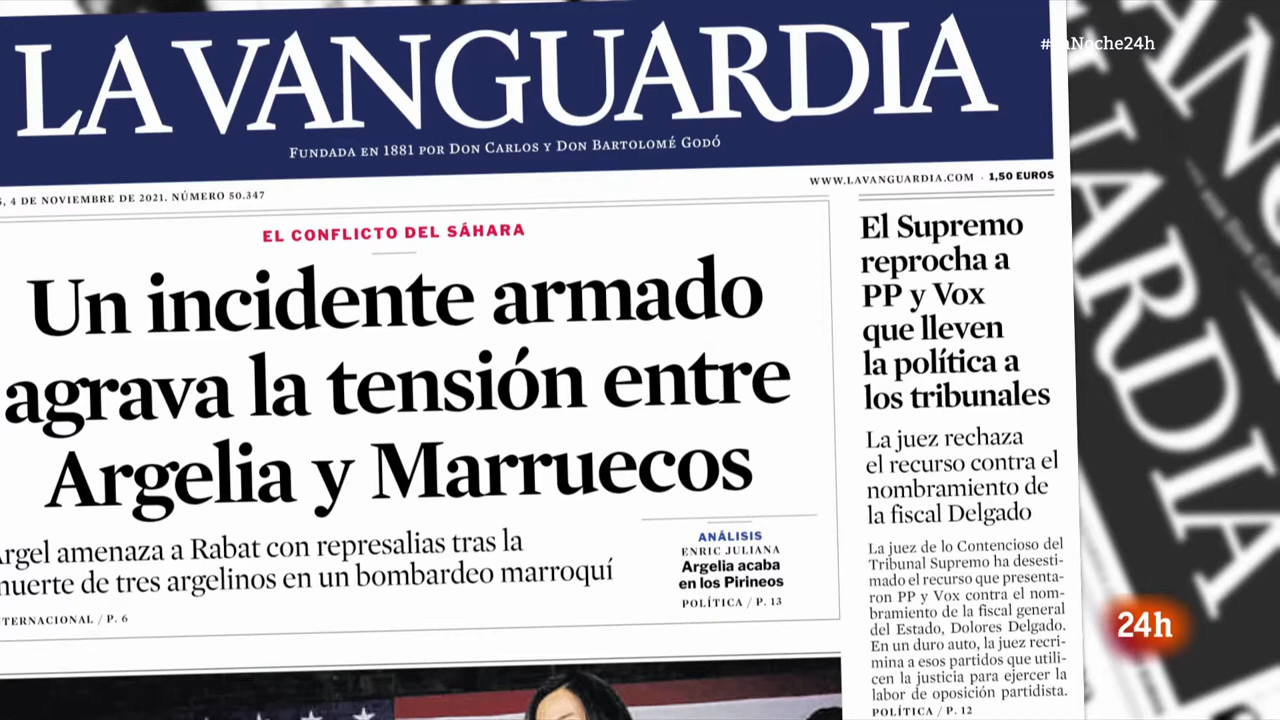 LA VANGUARDIA
FUNDADA EN 1881 POR DON CARLOS Y DON BARTOLOMÉ GODÓ
4 DE NOVIEMBRE DE 2021. NÚMERO 50.347
WWW.LAVANGUARDIA.COM · 1,50 EUROS
EL CONFLICTO DEL SÁHARA
Un incidente armado
agrava la tensión entre
Argelia y Marruecos
Argel amenaza a Rabat con represalias tras la
muerte de tres argelinos en un bombardeo marroquí
INTERNACIONAL / P. 6
ANÁLISIS
ENRIC JULIANA
Argelia acaba
en los Pirineos
POLÍTICA / P. 13
El Supremo
reprocha a
PP y Vox
que lleven
la política a
los tribunales
La juez rechaza
el recurso contra el
nombramiento de
la fiscal Delgado
La juez de lo Contencioso del
Tribunal Supremo ha desesti-
mado el recurso que presenta-
ron PP y Vox contra el nom-
bramiento de la fiscal general
del Estado, Dolores Delgado.
En un duro auto, la juez recri-
mina a esos partidos que utili-
cen la justicia para ejercer la
labor de oposición partidista.
POLÍTICA / P. 12
#LaNoche24h
24h